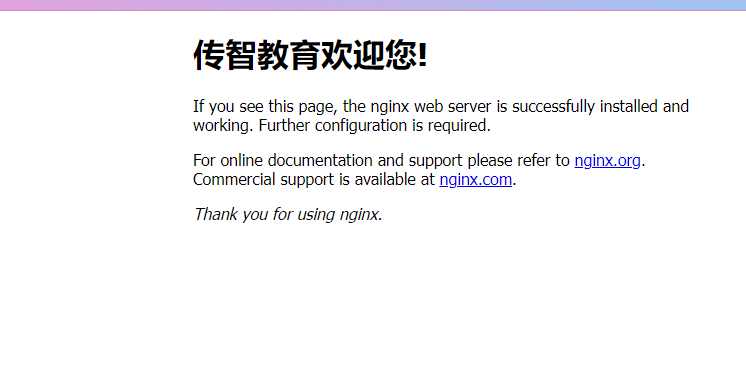 传智教育欢迎您!
If you see this page, the nginx web server is successfully installed and
working. Further configuration is required.
For online documentation and support please refer to nginx.org.
Commercial support is available at nginx.com.
Thank you for using nginx.